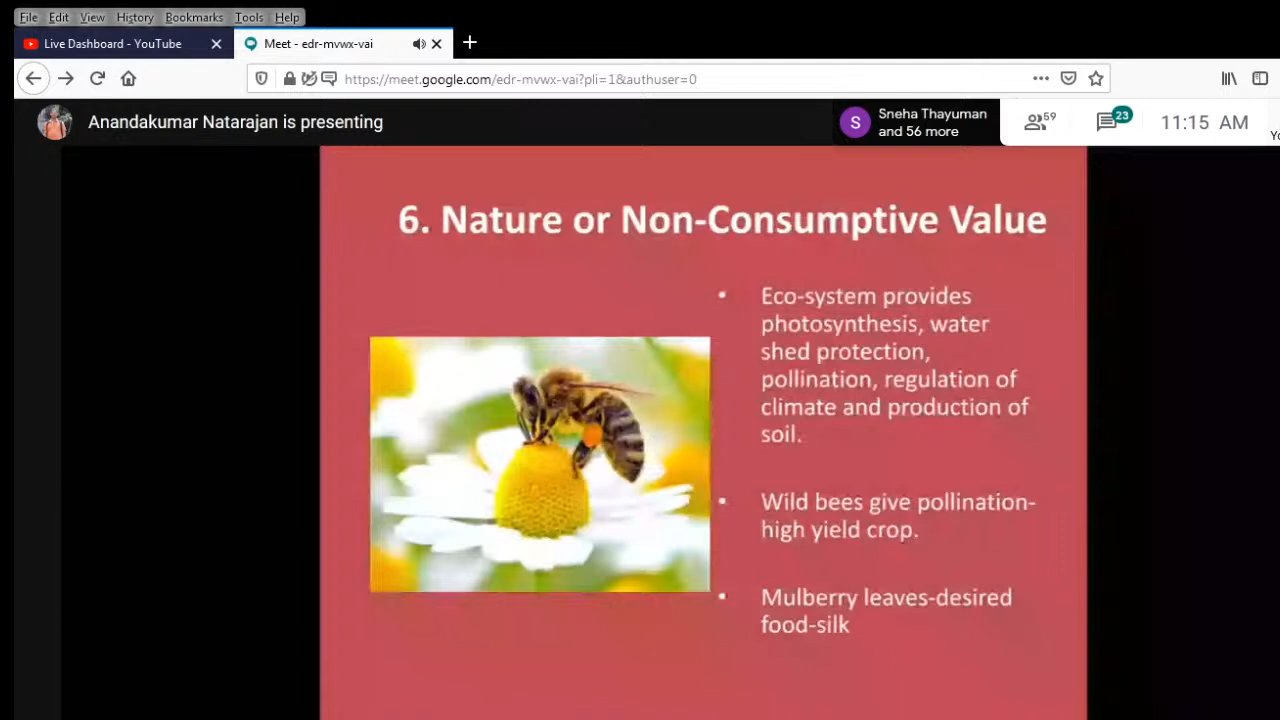 File Edit View History Bookmarks Tools Help
Live Dashboard - YouTube
Meet - edr-mvwx-vai
https://meet.google.com/edr-mvwx-vai?pli=1&authuser=0
Anandakumar Natarajan is presenting
S
Sneha Thayuman
and 56 more
59
23
11:15 AM
6. Nature or Non-Consumptive Value
• Eco-system provides
photosynthesis, water
shed protection,
pollination, regulation of
climate and production of
soil.
• Wild bees give pollination-
high yield crop.
• Mulberry leaves-desired
food-silk